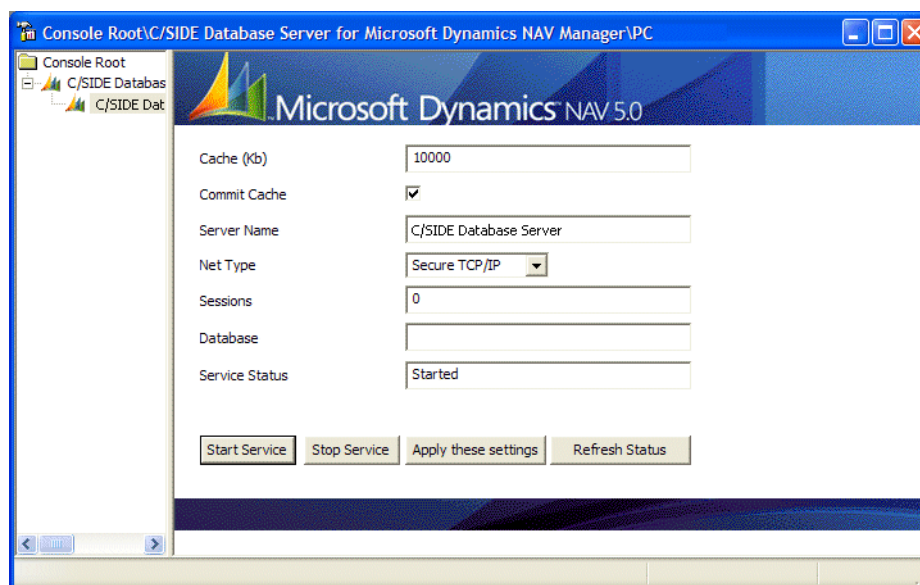 Console Root\C/SIDE Database Server for Microsoft Dynamics NAV Manager\PC
Console Root
C/SIDE Databas
C/SIDE Dat
Microsoft Dynamics™ NAV 5.0
Cache (Kb) 10000
Commit Cache
Server Name C/SIDE Database Server
Net Type Secure TCP/IP
Sessions 0
Database
Service Status Started
Start Service Stop Service Apply these settings Refresh Status